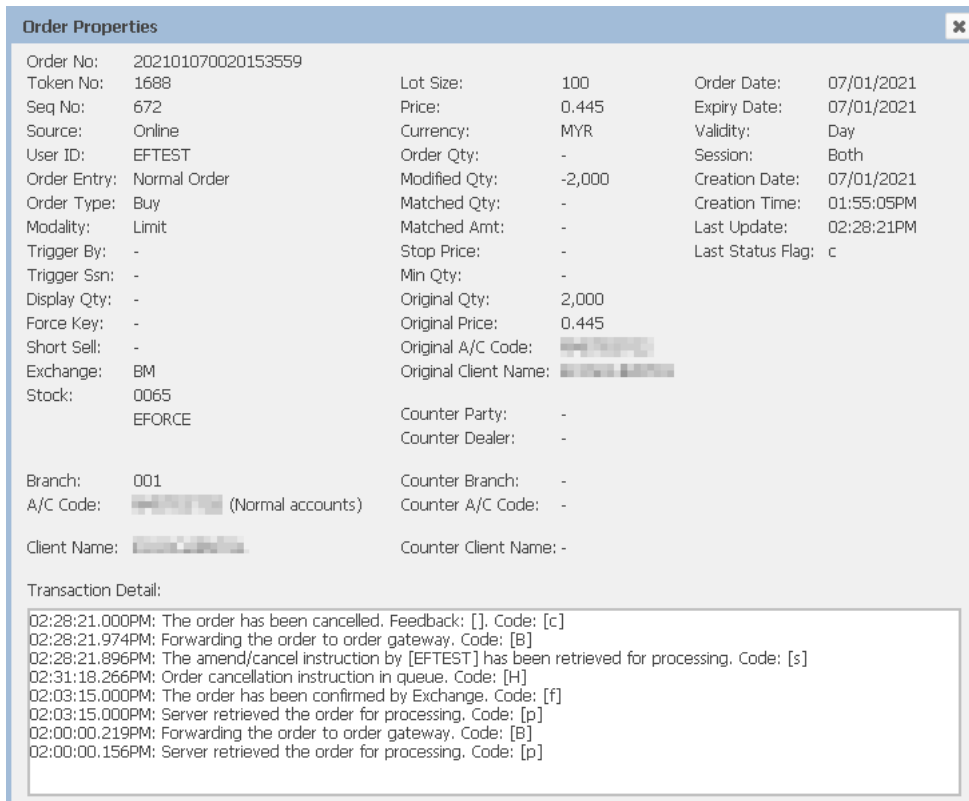 Order Properties
Order No: 202101070020153559
Token No: 1688 Lot Size: 100 Order Date: 07/01/2021
Seq No: 672 Price: 0.445 Expiry Date: 07/01/2021
Source: Online Currency: MYR Validity: Day
User ID: EFTEST Order Qty: - Session: Both
Order Entry: Normal Order Modified Qty: -2,000 Creation Date: 07/01/2021
Order Type: Buy Matched Qty: - Creation Time: 01:55:05PM
Modality: Limit Matched Amt: - Last Update: 02:28:21PM
Trigger By: - Stop Price: - Last Status Flag: c
Trigger Ssn: - Min Qty: -
Display Qty: - Original Qty: 2,000
Force Key: - Original Price: 0.445
Short Sell: - Original A/C Code:
Exchange: BM Original Client Name:
Stock: 0065
EFORCE Counter Party: -
Counter Dealer: -
Branch: 001 Counter Branch: -
A/C Code: (Normal accounts) Counter A/C Code: -
Client Name: Counter Client Name: -
Transaction Detail:
02:28:21.000PM: The order has been cancelled. Feedback: []. Code: [c]
02:28:21.974PM: Forwarding the order to order gateway. Code: [B]
02:28:21.896PM: The amend/cancel instruction by [EFTEST] has been retrieved for processing. Code: [s]
02:31:18.266PM: Order cancellation instruction in queue. Code: [H]
02:03:15.000PM: The order has been confirmed by Exchange. Code: [f]
02:03:15.000PM: Server retrieved the order for processing. Code: [p]
02:00:00.219PM: Forwarding the order to order gateway. Code: [B]
02:00:00.156PM: Server retrieved the order for processing. Code: [p]